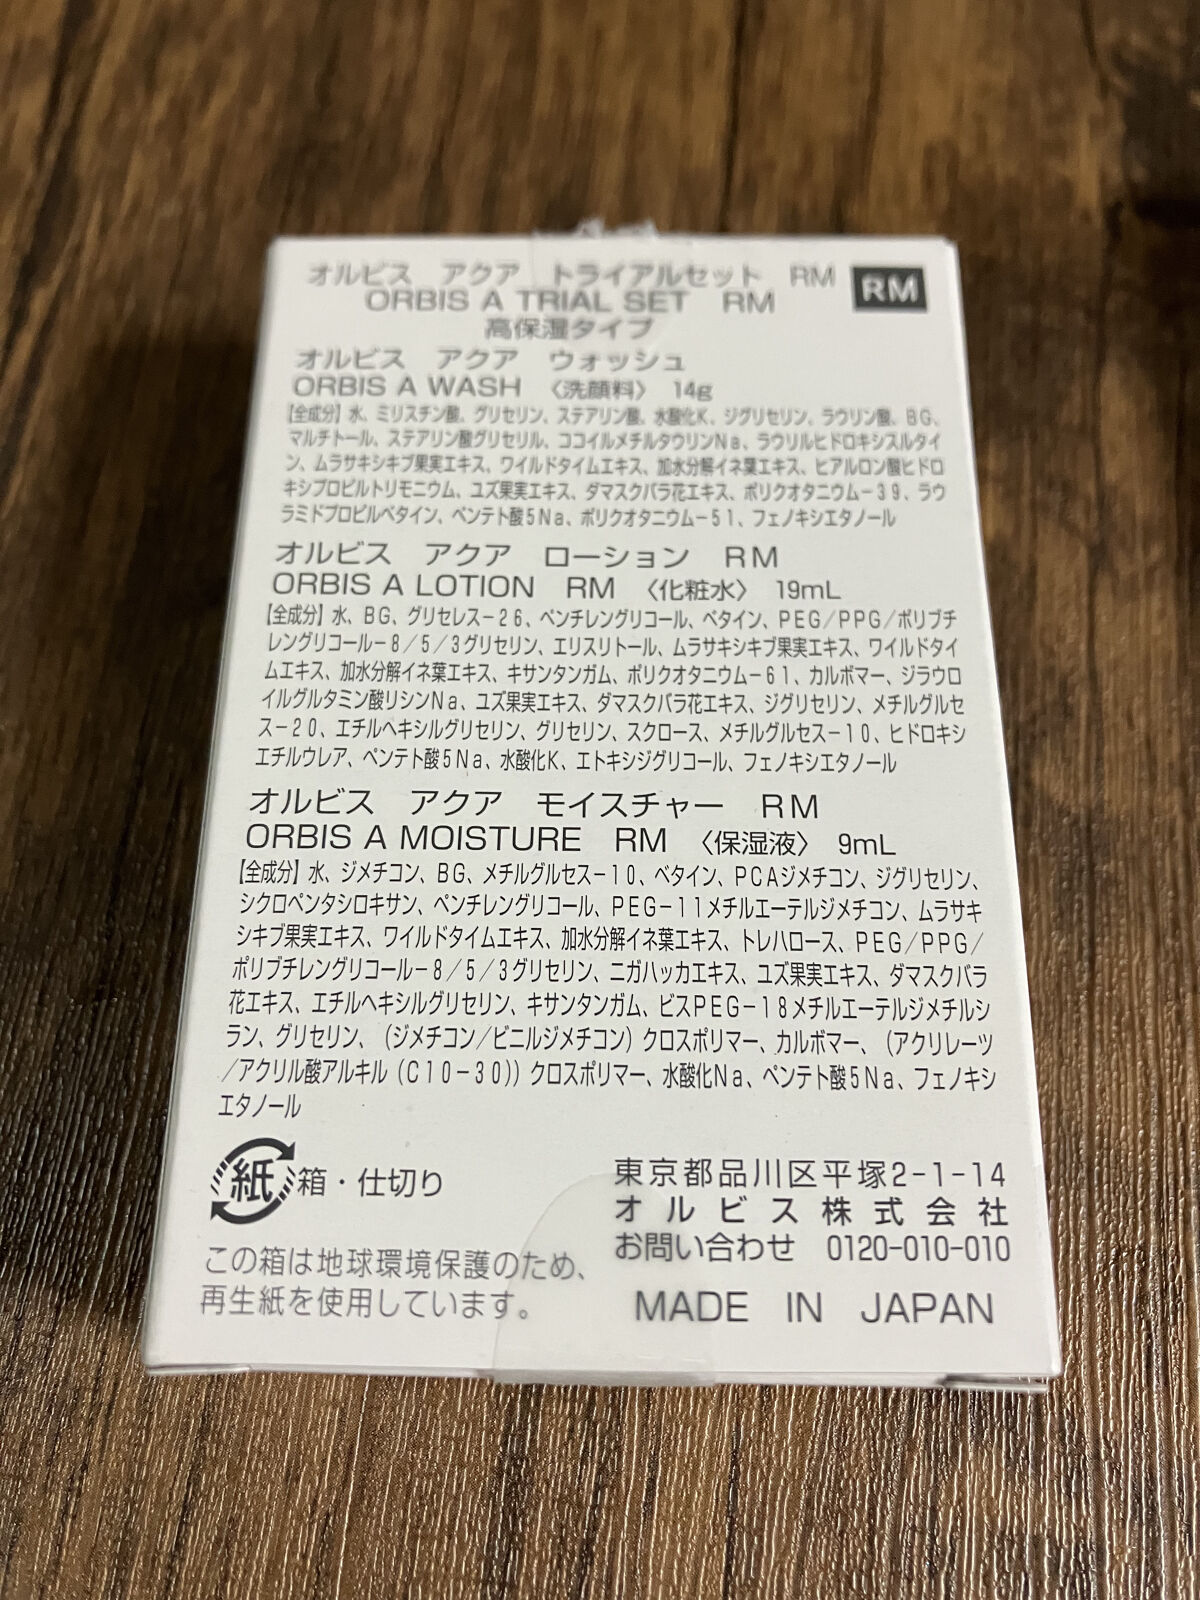 オルビス　アクア　トライアルセット　RM
RM
ORBIS A TRIAL SET　RM
高保湿タイプ
オルビス　アクア　ウォッシュ
ORBIS A WASH 〈洗顔料〉 14g
【全成分】水、ミリスチン酸、グリセリン、ステアリン酸、水酸化K、ジグリセリン、ラウリン酸、BG、
マルチトール、ステアリン酸グリセリル、ココイルメチルタウリンNa、ラウリルヒドロキシスルタイ
ン、ムラサキシキブ果実エキス、ワイルドタイムエキス、加水分解イネ葉エキス、ヒアルロン酸ヒドロ
キシプロピルトリモニウム、ユズ果実エキス、ダマスクバラ花エキス、ポリクオタニウム－39、ラウ
ラミドプロピルベタイン、ペンテト酸5Na、ポリクオタニウム－51、フェノキシエタノール
オルビス　アクア　ローション　RM
ORBIS A LOTION　RM 〈化粧水〉 19mL
【全成分】水、BG、グリセレス－26、ペンチレングリコール、ベタイン、PEG／PPG／ポリブチ
レングリコール－8／5／3グリセリン、エリスリトール、ムラサキシキブ果実エキス、ワイルドタイ
ムエキス、加水分解イネ葉エキス、キサンタンガム、ポリクオタニウム－61、カルボマー、ジラウロ
イルグルタミン酸リシンNa、ユズ果実エキス、ダマスクバラ花エキス、ジグリセリン、メチルグルセ
ス－20、エチルヘキシルグリセリン、グリセリン、スクロース、メチルグルセス－10、ヒドロキシ
エチルウレア、ペンテト酸5Na、水酸化K、エトキシジグリコール、フェノキシエタノール
オルビス　アクア　モイスチャー　RM
ORBIS A MOISTURE　RM 〈保湿液〉 9mL
【全成分】水、ジメチコン、BG、メチルグルセス－10、ベタイン、PCAジメチコン、ジグリセリン、
シクロペンタシロキサン、ペンチレングリコール、PEG－11メチルエーテルジメチコン、ムラサキ
シキブ果実エキス、ワイルドタイムエキス、加水分解イネ葉エキス、トレハロース、PEG／PPG／
ポリブチレングリコール－8／5／3グリセリン、ニガハッカエキス、ユズ果実エキス、ダマスクバラ
花エキス、エチルヘキシルグリセリン、キサンタンガム、ビスPEG－18メチルエーテルジメチルシ
ラン、グリセリン、（ジメチコン／ビニルジメチコン）クロスポリマー、カルボマー、（アクリレーツ
／アクリル酸アルキル（C10－30））クロスポリマー、水酸化Na、ペンテト酸5Na、フェノキシ
エタノール
紙 箱・仕切り
この箱は地球環境保護のため、
再生紙を使用しています。
東京都品川区平塚2-1-14
オルビス株式会社
お問い合わせ　0120-010-010
MADE　IN　JAPAN